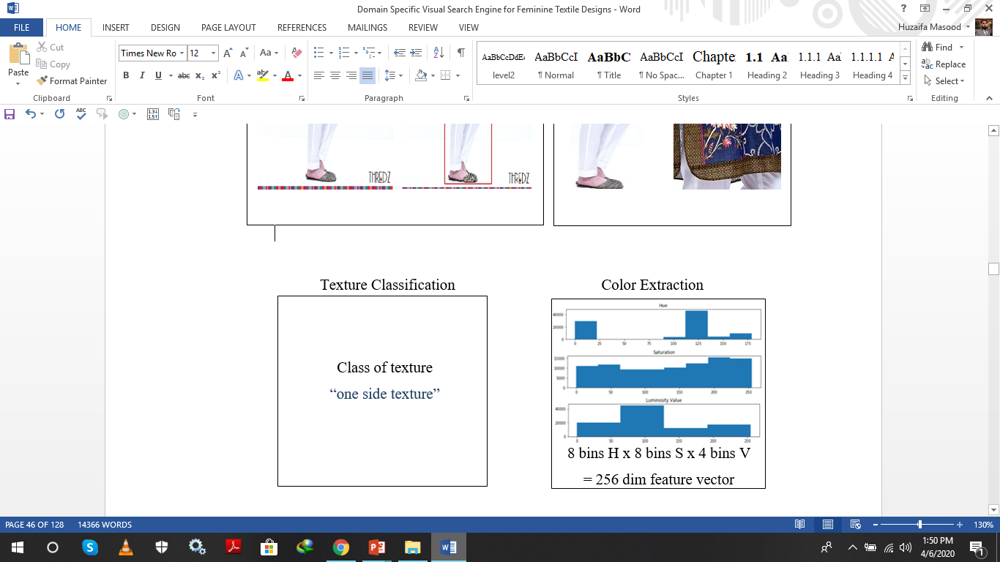 Domain Specific Visual Search Engine for Feminine Textile Designs - Word
?
FILE HOME INSERT DESIGN PAGE LAYOUT REFERENCES MAILINGS REVIEW VIEW
Huzaifa Masood
Paste
Cut
Copy
Format Painter
Clipboard
Times New Ro 12
Aa
B I U abc x₂ x² A ab A
Font
Paragraph
AaBbCcDdEe AaBbCcI AaBbC AaBbCcI Chapte 1.1 Aa 1.1.1 Aa 1.1.1.1 A
level2 ¶ Normal ¶ Title ¶ No Spac... Chapter 1 Heading 2 Heading 3 Heading 4
Styles
Find
Replace
Select
Editing
THREDZ THREDZ
Texture Classification
Class of texture
“one side texture”
Color Extraction
Hue
40000
20000
0
0 25 50 75 100 125 150 175
Saturation
15000
10000
5000
0
0 50 100 150 200 250
Luminosity Value
40000
20000
0
0 50 100 150 200 250
8 bins H x 8 bins S x 4 bins V
= 256 dim feature vector
PAGE 46 OF 128 14366 WORDS
130%
1:50 PM
4/6/2020